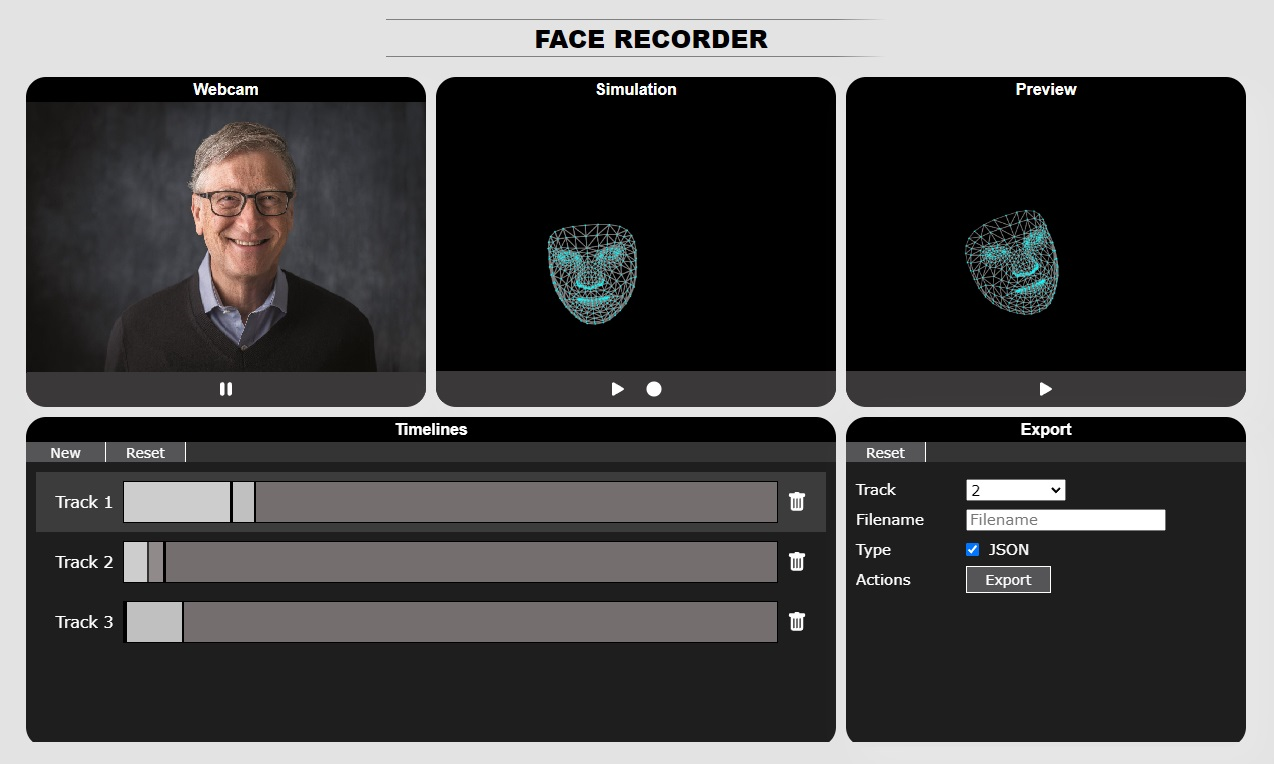 FACE RECORDER
Webcam
Simulation
Preview
Timelines
New
Reset
Track 1
Track 2
Track 3
Export
Reset
Track
2
Filename
Filename
Type
JSON
Actions
Export